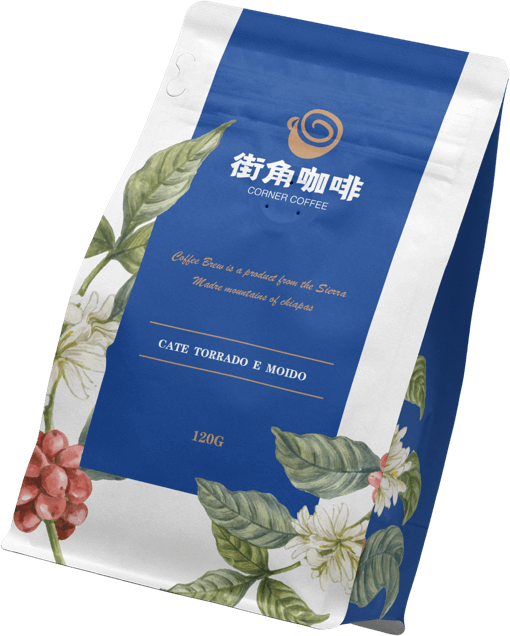 街角咖啡
CORNER COFFEE
Coffee Brew is a product from the Sierra
Madre mountains of chiapas
CATE TORRADO E MOIDO
120G